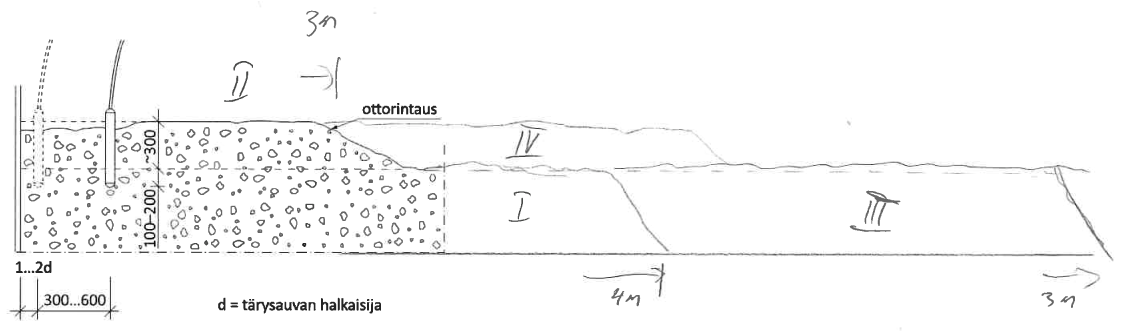 3m
II
ottorintaus
~300
IV
100–200
I
III
1...2d
300...600
d = tärysauvan halkaisija
4m
3m